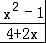 x² − 1
4+2x